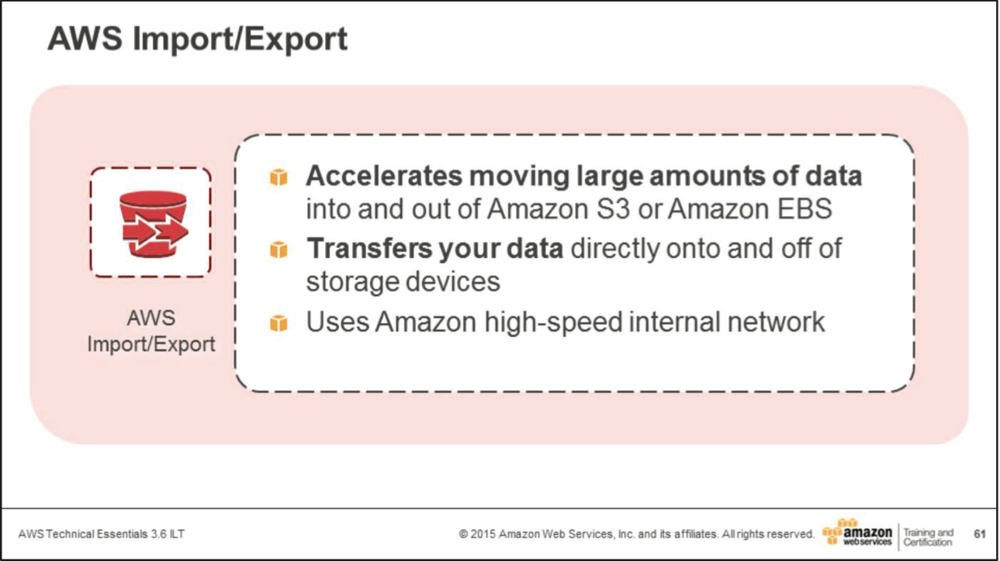 AWS Import/Export
Accelerates moving large amounts of data
into and out of Amazon S3 or Amazon EBS
Transfers your data directly onto and off of
storage devices
Uses Amazon high-speed internal network
AWS
Import/Export
AWS Technical Essentials 3.6 ILT
© 2015 Amazon Web Services, Inc. and its affiliates. All rights reserved.
amazon
webservices
Training and
Certification
61